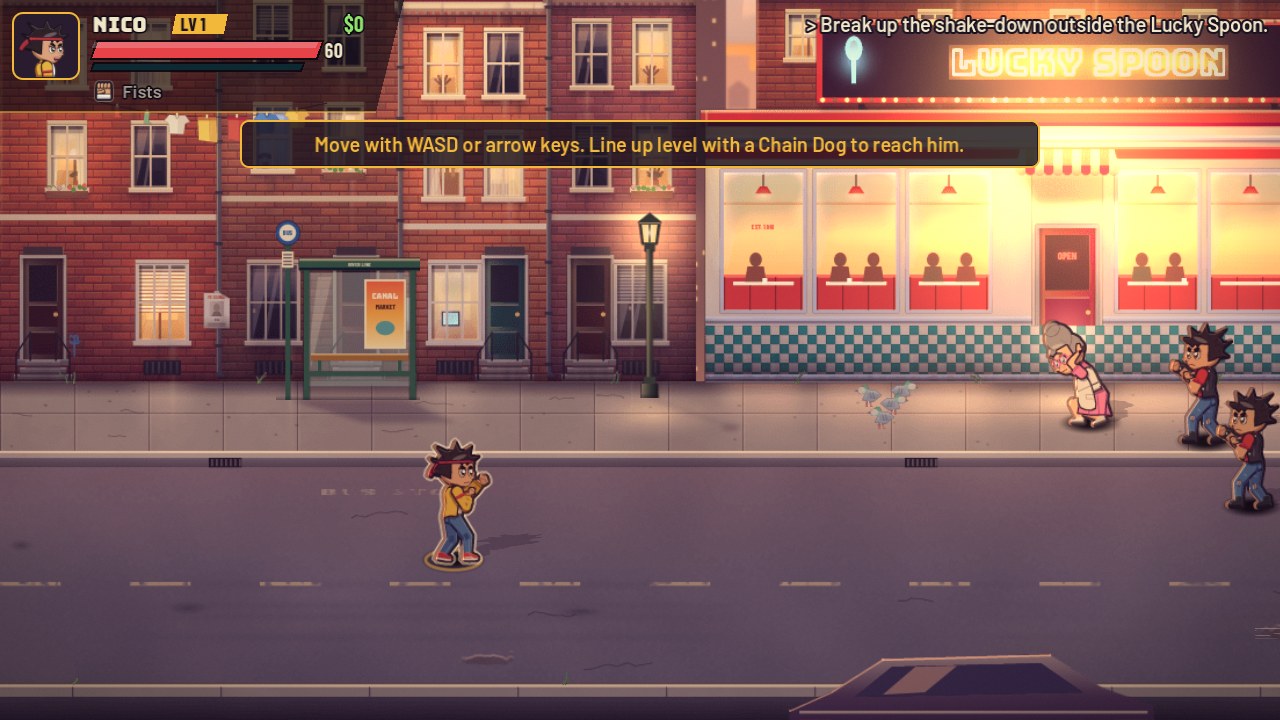 NICO LV 1 $0
60
Fists
> Break up the shake-down outside the Lucky Spoon.
LUCKY SPOON
Move with WASD or arrow keys. Line up level with a Chain Dog to reach him.
BUS
CANAL
MARKET
OPEN